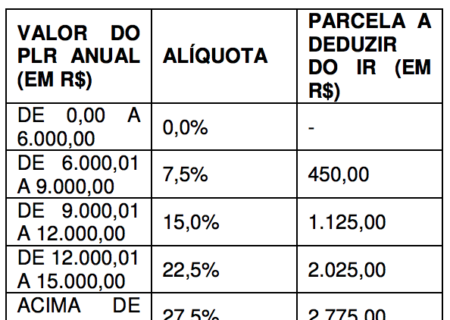 VALOR DO
PLR ANUAL
(EM R$)
ALÍQUOTA
PARCELA A
DEDUZIR
DO IR (EM
R$)
DE 0,00 A
6.000,00
0,0%
-
DE 6.000,01
A 9.000,00
7,5%
450,00
DE 9.000,01
A 12.000,00
15,0%
1.125,00
DE 12.000,01
A 15.000,00
22,5%
2.025,00
ACIMA DE
27,5%
2.775,00